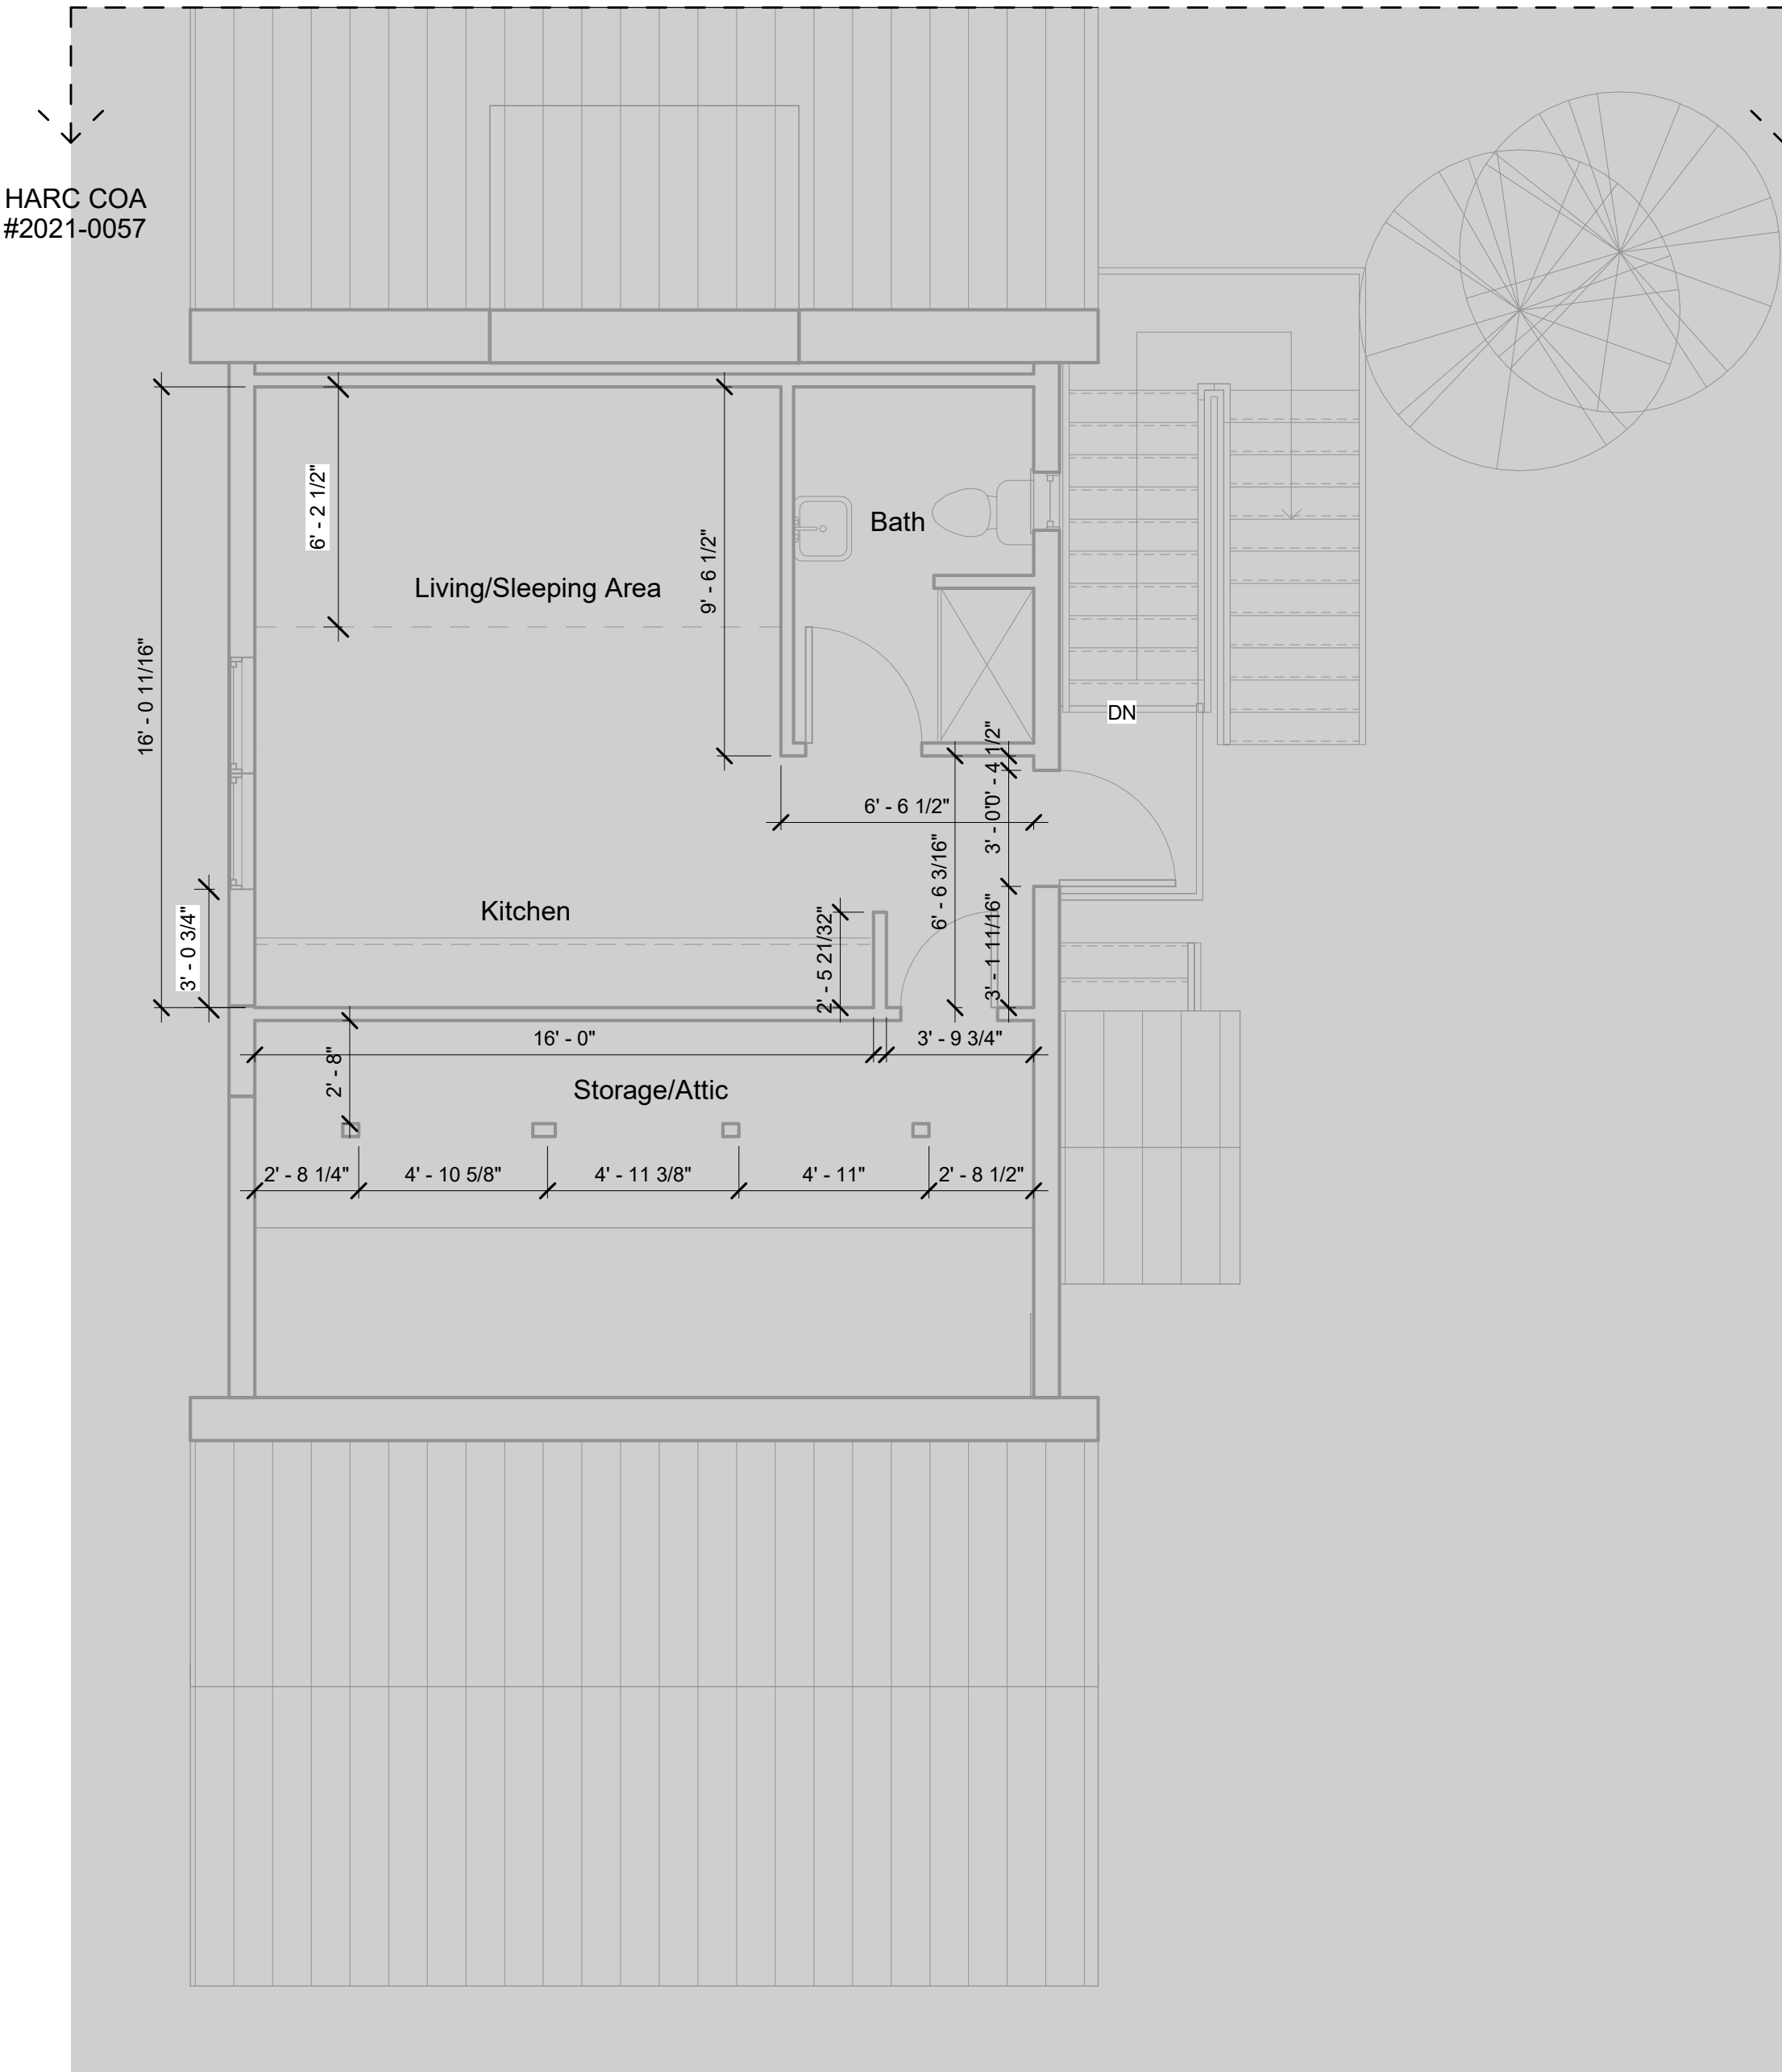 HARC COA
#2021-0057
6' - 2 1/2"
9' - 6 1/2"
Bath
Living/Sleeping Area
16' - 0 11/16"
DN
0' - 4 1/2"
6' - 6 1/2"
3' - 0"
6' - 6 3/16"
Kitchen
3' - 0 3/4"
2' - 5 21/32"
3' - 1 11/16"
16' - 0"
3' - 9 3/4"
2' - 8"
Storage/Attic
2' - 8 1/4"
4' - 10 5/8"
4' - 11 3/8"
4' - 11"
2' - 8 1/2"